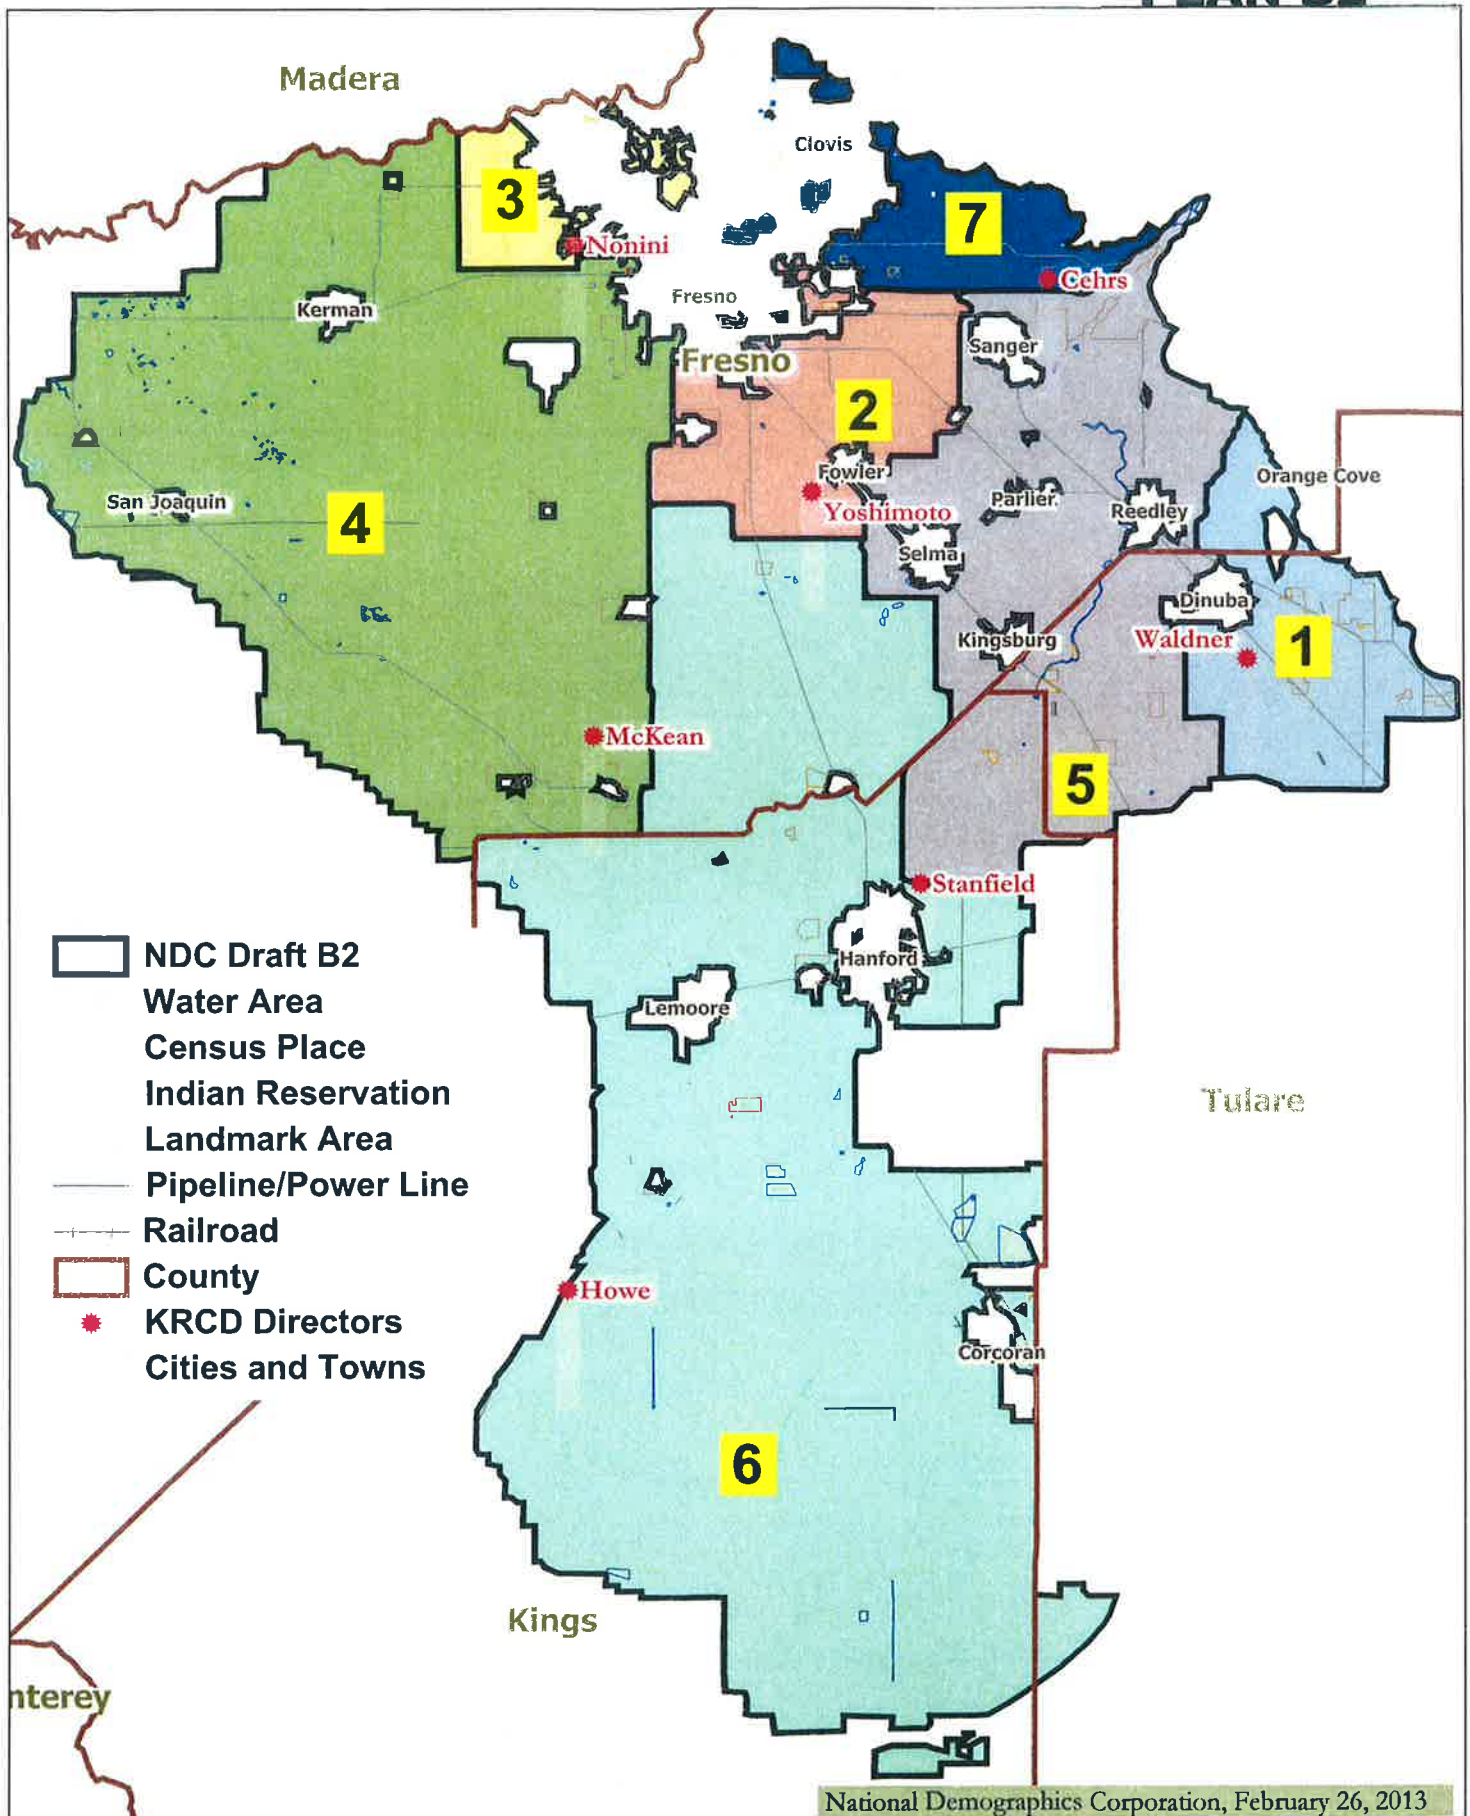 Madera
Clovis
3
7
Nonini
Cehrs
Fresno
Kerman
Sanger
Fresno
2
Orange Cove
Fowler
San Joaquin
Parlier
Reedley
4
Yoshimoto
Selma
Dinuba
Kingsburg
Waldner
1
McKean
5
Stanfield
NDC Draft B2
Hanford
Water Area
Lemoore
Census Place
Indian Reservation
Tulare
Landmark Area
Pipeline/Power Line
Railroad
County
Howe
KRCD Directors
Corcoran
Cities and Towns
6
Kings
nterey
National Demographics Corporation, February 26, 2013